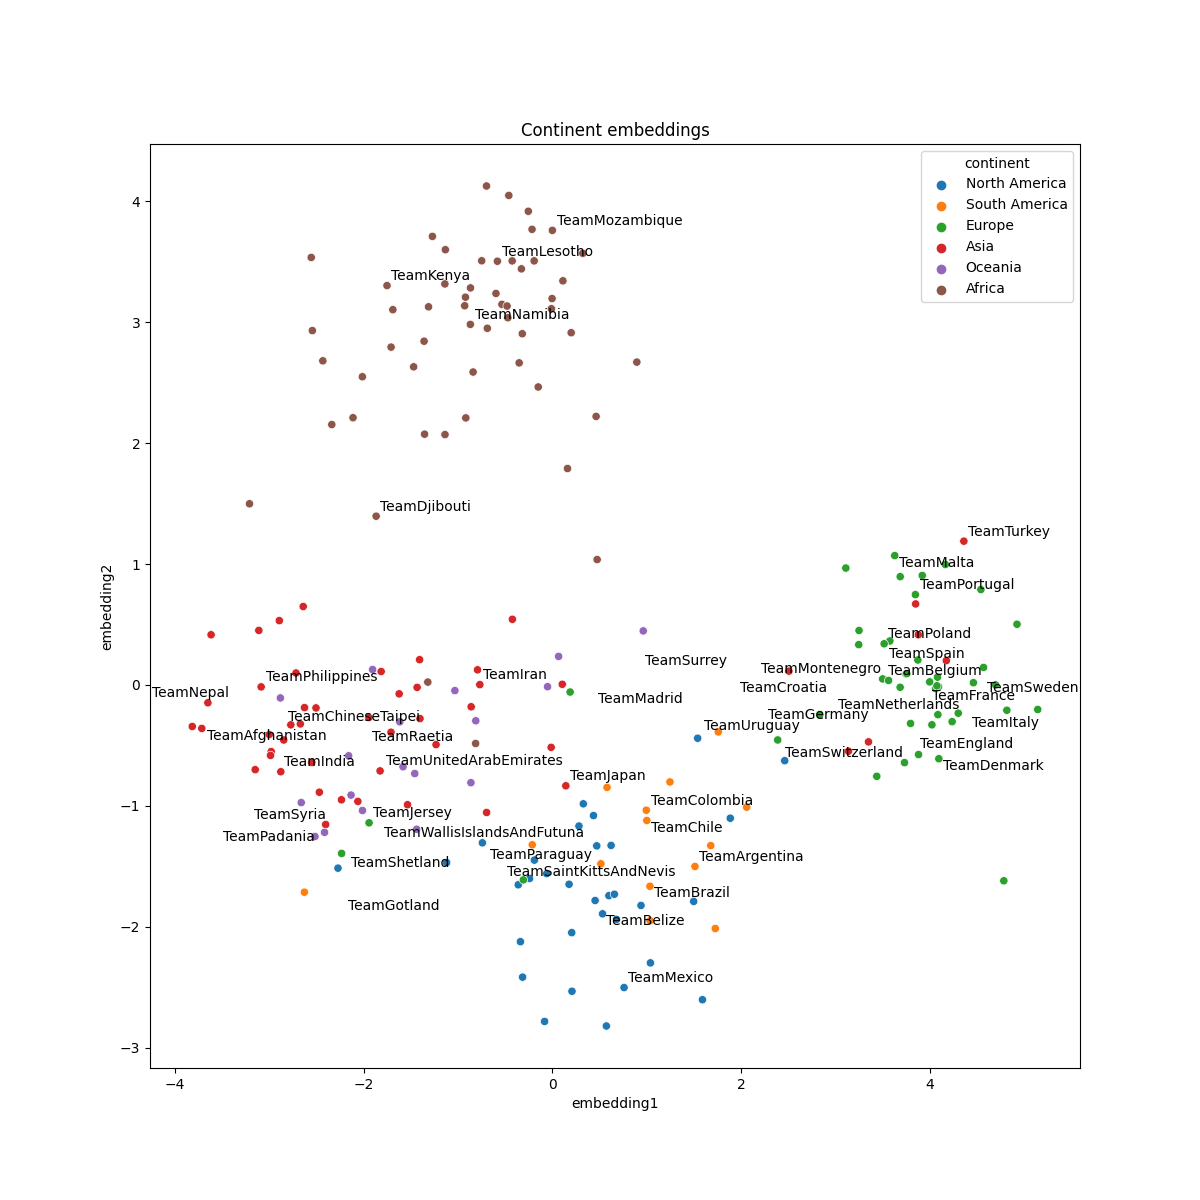 Continent embeddings
continent
North America
South America
Europe
Asia
Oceania
Africa
4
3
2
1
0
−1
−2
−3
embedding2
TeamMozambique
TeamLesotho
TeamKenya
TeamNamibia
TeamDjibouti
TeamTurkey
TeamMalta
TeamPortugal
TeamPoland
TeamSpain
TeamSurrey
TeamMontenegro
TeamBelgium
TeamPhilippines
TeamIran
TeamCroatia
TeamSweden
TeamNepal
TeamMadrid
TeamFrance
TeamNetherlands
TeamChineseTaipei
TeamGermany
TeamItaly
TeamUruguay
TeamAfghanistan
TeamRaetia
TeamEngland
TeamSwitzerland
TeamIndia
TeamUnitedArabEmirates
TeamDenmark
TeamJapan
TeamColombia
TeamSyria
TeamJersey
TeamChile
TeamPadania
TeamWallisIslandsAndFutuna
TeamParaguay
TeamArgentina
TeamShetland
TeamSaintKittsAndNevis
TeamBrazil
TeamGotland
TeamBelize
TeamMexico
−4
−2
0
2
4
embedding1